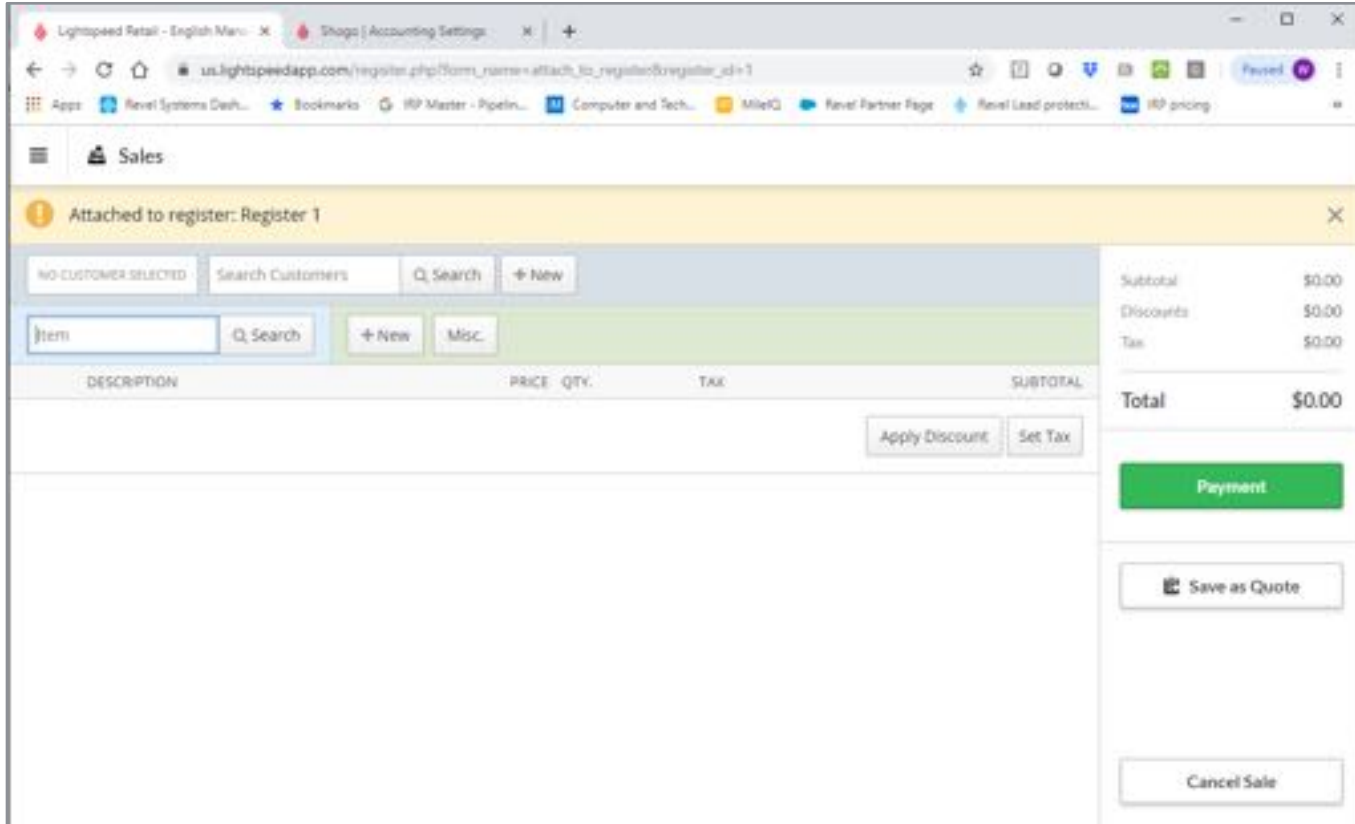 Lightspeed Retail - English Man Shogo | Accounting Settings
us.lightspeedapp.com/register.php?form_name=attach_to_register&register_id=1 Paused
Apps Revel Systems Dash... Bookmarks IRP Master - Pipelin... Computer and Tech... MileIQ Revel Partner Page Revel Lead protecti... IRP pricing
Sales
Attached to register: Register 1
NO CUSTOMER SELECTED Search Customers Search + New
Item Search + New Misc.
DESCRIPTION PRICE QTY. TAX SUBTOTAL
Apply Discount Set Tax
Subtotal $0.00
Discounts $0.00
Tax $0.00
Total $0.00
Payment
Save as Quote
Cancel Sale